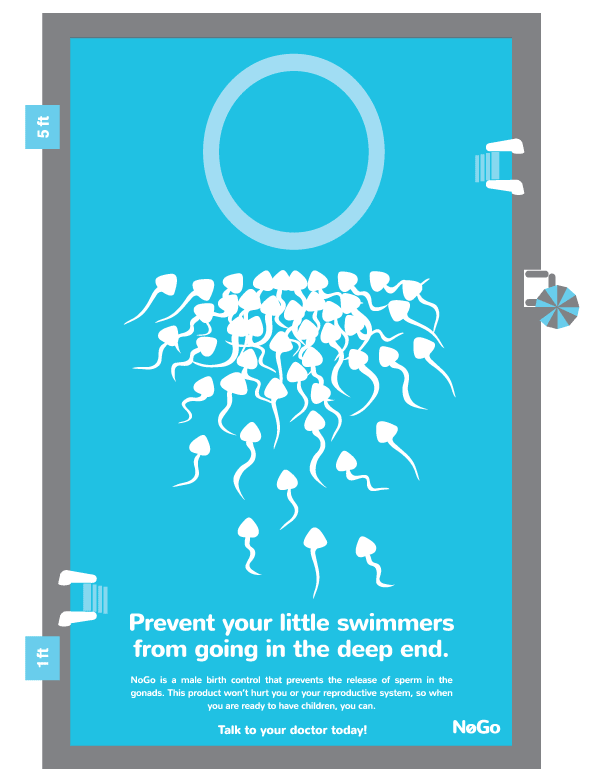 5 ft
1 ft
Prevent your little swimmers
from going in the deep end.
NoGo is a male birth control that prevents the release of sperm in the
gonads. This product won't hurt you or your reproductive system, so when
you are ready to have children, you can.
Talk to your doctor today!
NøGo